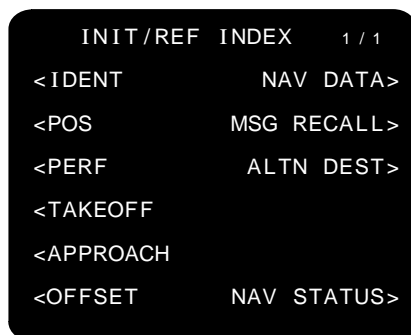 INIT/REF INDEX 1/1
<IDENT NAV DATA>
<POS MSG RECALL>
<PERF ALTN DEST>
<TAKEOFF
<APPROACH
<OFFSET NAV STATUS>